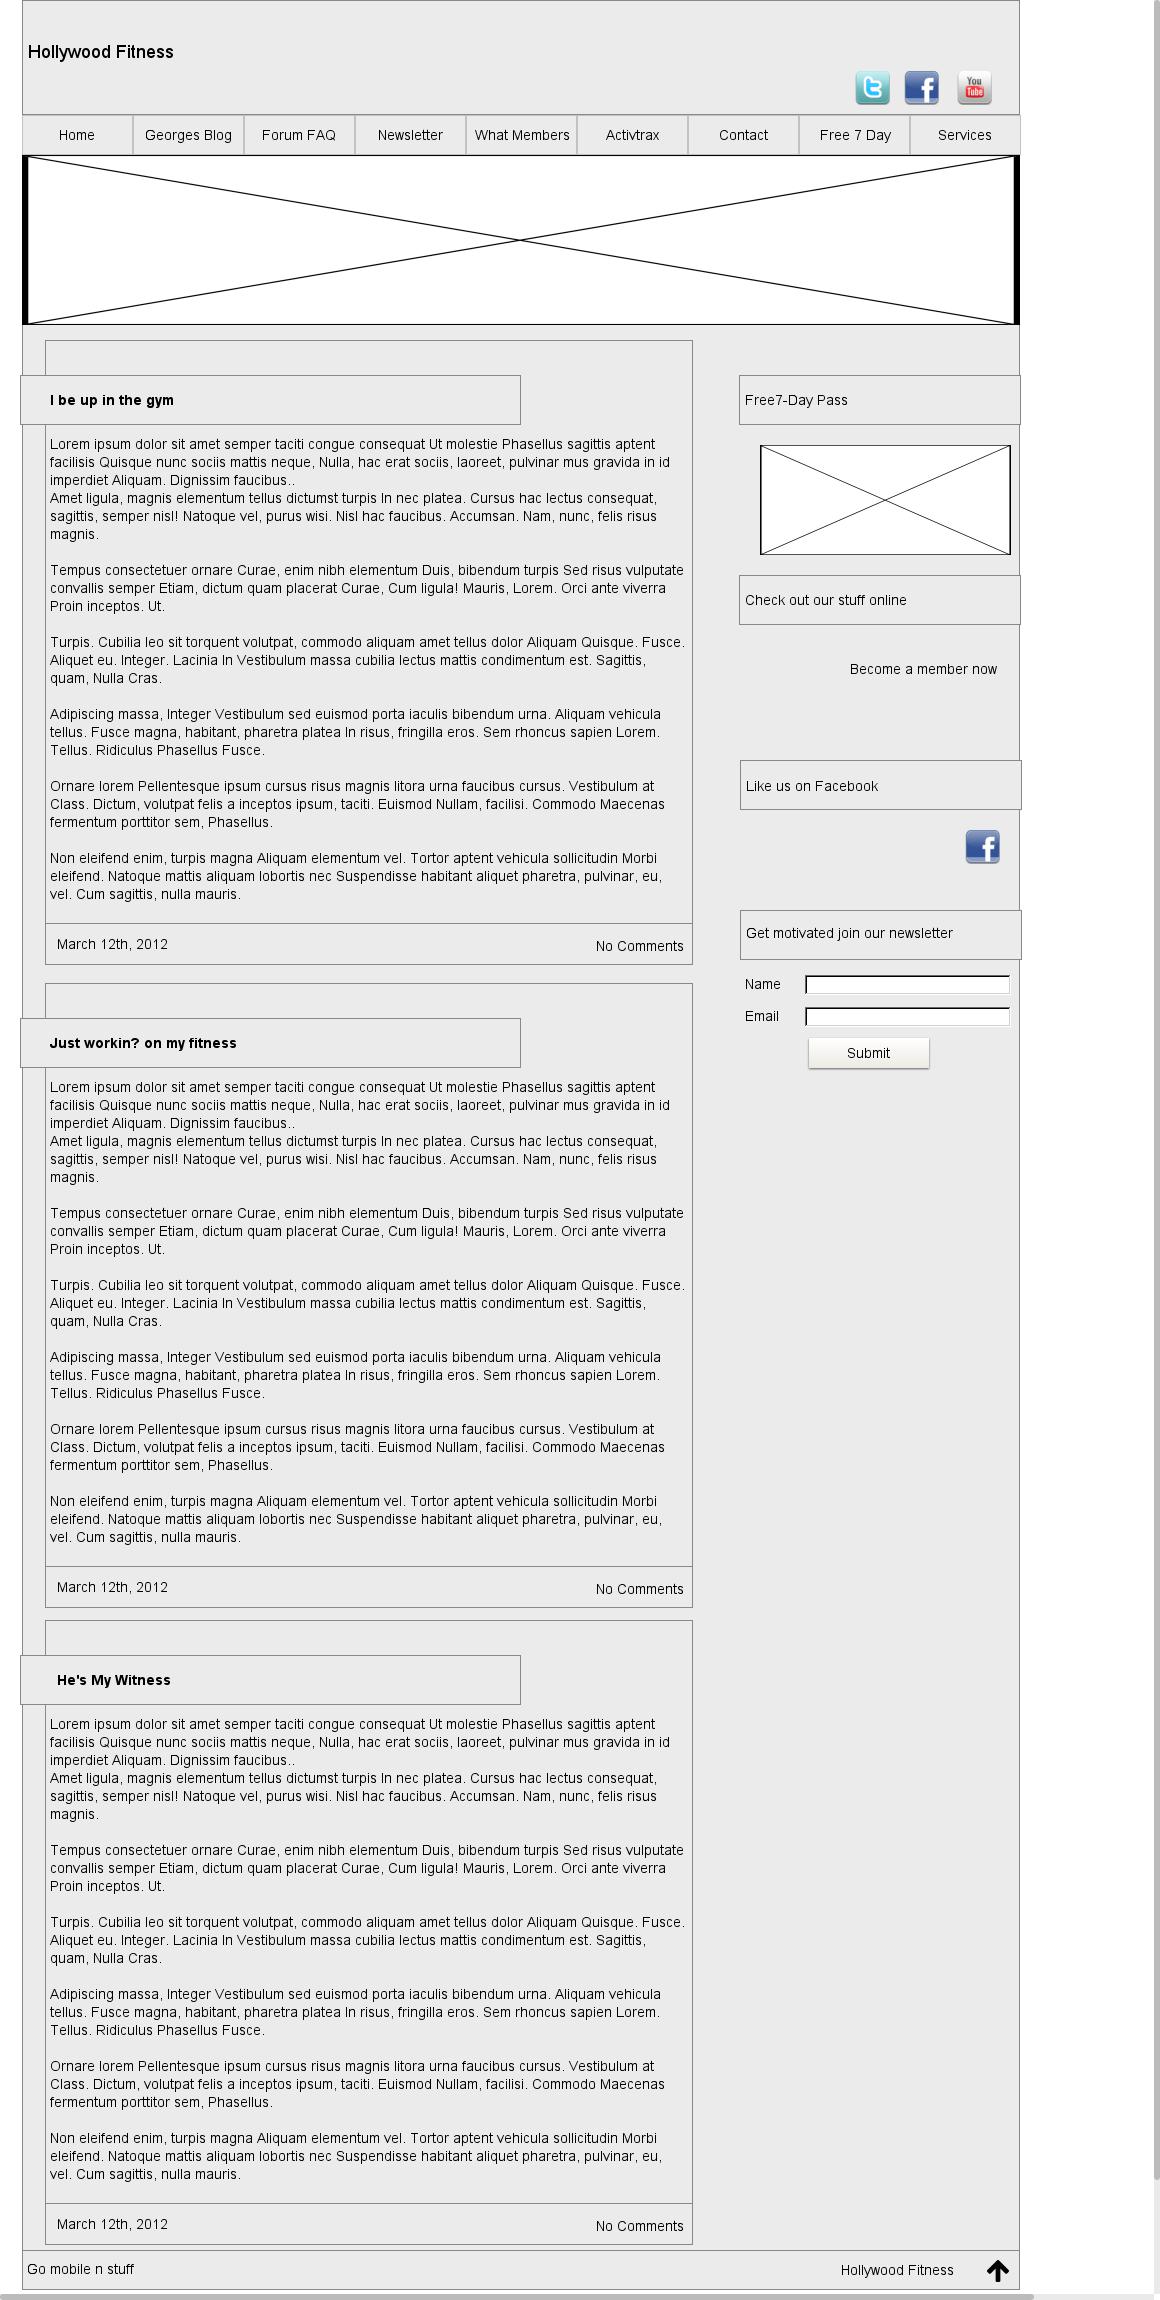 Hollywood Fitness
You
Tube
Home Georges Blog Forum FAQ Newsletter What Members Activtrax Contact Free 7 Day Services
I be up in the gym
Lorem ipsum dolor sit amet semper taciti congue consequat Ut molestie Phasellus sagittis aptent
facilisis Quisque nunc sociis mattis neque, Nulla, hac erat sociis, laoreet, pulvinar mus gravida in id
imperdiet Aliquam. Dignissim faucibus..
Amet ligula, magnis elementum tellus dictumst turpis In nec platea. Cursus hac lectus consequat,
sagittis, semper nisl! Natoque vel, purus wisi. Nisl hac faucibus. Accumsan. Nam, nunc, felis risus
magnis.
Tempus consectetuer ornare Curae, enim nibh elementum Duis, bibendum turpis Sed risus vulputate
convallis semper Etiam, dictum quam placerat Curae, Cum ligula! Mauris, Lorem. Orci ante viverra
Proin inceptos. Ut.
Turpis. Cubilia leo sit torquent volutpat, commodo aliquam amet tellus dolor Aliquam Quisque. Fusce.
Aliquet eu. Integer. Lacinia In Vestibulum massa cubilia lectus mattis condimentum est. Sagittis,
quam, Nulla Cras.
Adipiscing massa, Integer Vestibulum sed euismod porta iaculis bibendum urna. Aliquam vehicula
tellus. Fusce magna, habitant, pharetra platea In risus, fringilla eros. Sem rhoncus sapien Lorem.
Tellus. Ridiculus Phasellus Fusce.
Ornare lorem Pellentesque ipsum cursus risus magnis litora urna faucibus cursus. Vestibulum at
Class. Dictum, volutpat felis a inceptos ipsum, taciti. Euismod Nullam, facilisi. Commodo Maecenas
fermentum porttitor sem, Phasellus.
Non eleifend enim, turpis magna Aliquam elementum vel. Tortor aptent vehicula sollicitudin Morbi
eleifend. Natoque mattis aliquam lobortis nec Suspendisse habitant aliquet pharetra, pulvinar, eu,
vel. Cum sagittis, nulla mauris.
March 12th, 2012 No Comments
Just workin? on my fitness
Lorem ipsum dolor sit amet semper taciti congue consequat Ut molestie Phasellus sagittis aptent
facilisis Quisque nunc sociis mattis neque, Nulla, hac erat sociis, laoreet, pulvinar mus gravida in id
imperdiet Aliquam. Dignissim faucibus..
Amet ligula, magnis elementum tellus dictumst turpis In nec platea. Cursus hac lectus consequat,
sagittis, semper nisl! Natoque vel, purus wisi. Nisl hac faucibus. Accumsan. Nam, nunc, felis risus
magnis.
Tempus consectetuer ornare Curae, enim nibh elementum Duis, bibendum turpis Sed risus vulputate
convallis semper Etiam, dictum quam placerat Curae, Cum ligula! Mauris, Lorem. Orci ante viverra
Proin inceptos. Ut.
Turpis. Cubilia leo sit torquent volutpat, commodo aliquam amet tellus dolor Aliquam Quisque. Fusce.
Aliquet eu. Integer. Lacinia In Vestibulum massa cubilia lectus mattis condimentum est. Sagittis,
quam, Nulla Cras.
Adipiscing massa, Integer Vestibulum sed euismod porta iaculis bibendum urna. Aliquam vehicula
tellus. Fusce magna, habitant, pharetra platea In risus, fringilla eros. Sem rhoncus sapien Lorem.
Tellus. Ridiculus Phasellus Fusce.
Ornare lorem Pellentesque ipsum cursus risus magnis litora urna faucibus cursus. Vestibulum at
Class. Dictum, volutpat felis a inceptos ipsum, taciti. Euismod Nullam, facilisi. Commodo Maecenas
fermentum porttitor sem, Phasellus.
Non eleifend enim, turpis magna Aliquam elementum vel. Tortor aptent vehicula sollicitudin Morbi
eleifend. Natoque mattis aliquam lobortis nec Suspendisse habitant aliquet pharetra, pulvinar, eu,
vel. Cum sagittis, nulla mauris.
March 12th, 2012 No Comments
He's My Witness
Lorem ipsum dolor sit amet semper taciti congue consequat Ut molestie Phasellus sagittis aptent
facilisis Quisque nunc sociis mattis neque, Nulla, hac erat sociis, laoreet, pulvinar mus gravida in id
imperdiet Aliquam. Dignissim faucibus..
Amet ligula, magnis elementum tellus dictumst turpis In nec platea. Cursus hac lectus consequat,
sagittis, semper nisl! Natoque vel, purus wisi. Nisl hac faucibus. Accumsan. Nam, nunc, felis risus
magnis.
Tempus consectetuer ornare Curae, enim nibh elementum Duis, bibendum turpis Sed risus vulputate
convallis semper Etiam, dictum quam placerat Curae, Cum ligula! Mauris, Lorem. Orci ante viverra
Proin inceptos. Ut.
Turpis. Cubilia leo sit torquent volutpat, commodo aliquam amet tellus dolor Aliquam Quisque. Fusce.
Aliquet eu. Integer. Lacinia In Vestibulum massa cubilia lectus mattis condimentum est. Sagittis,
quam, Nulla Cras.
Adipiscing massa, Integer Vestibulum sed euismod porta iaculis bibendum urna. Aliquam vehicula
tellus. Fusce magna, habitant, pharetra platea In risus, fringilla eros. Sem rhoncus sapien Lorem.
Tellus. Ridiculus Phasellus Fusce.
Ornare lorem Pellentesque ipsum cursus risus magnis litora urna faucibus cursus. Vestibulum at
Class. Dictum, volutpat felis a inceptos ipsum, taciti. Euismod Nullam, facilisi. Commodo Maecenas
fermentum porttitor sem, Phasellus.
Non eleifend enim, turpis magna Aliquam elementum vel. Tortor aptent vehicula sollicitudin Morbi
eleifend. Natoque mattis aliquam lobortis nec Suspendisse habitant aliquet pharetra, pulvinar, eu,
vel. Cum sagittis, nulla mauris.
March 12th, 2012 No Comments
Free7-Day Pass
Check out our stuff online
Become a member now
Like us on Facebook
Get motivated join our newsletter
Name
Email
Submit
Go mobile n stuff Hollywood Fitness